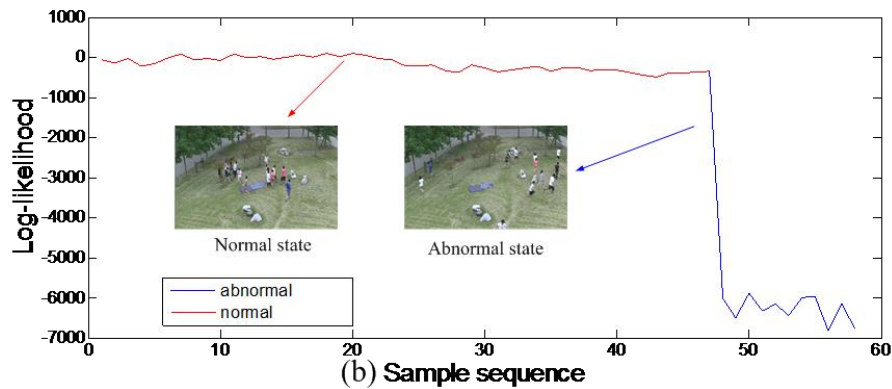 1000
0
-1000
-2000
-3000
-4000
-5000
-6000
-7000
Log-likelihood
Normal state
Abnormal state
abnormal
normal
0 10 20 30 40 50 60
(b) Sample sequence